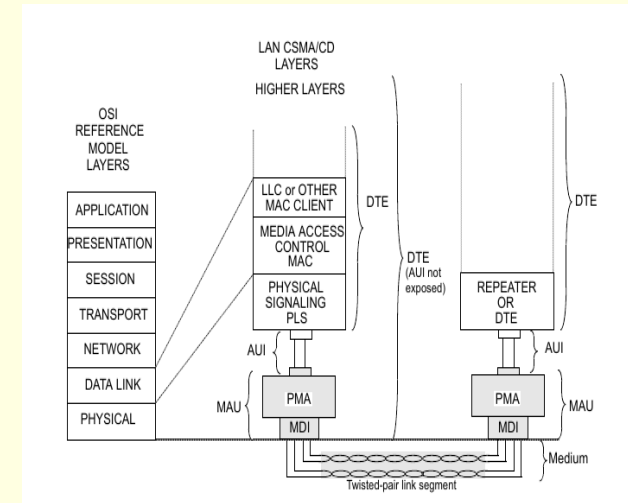 LAN CSMA/CD
LAYERS
HIGHER LAYERS
OSI
REFERENCE
MODEL
LAYERS
APPLICATION
PRESENTATION
SESSION
TRANSPORT
NETWORK
DATA LINK
PHYSICAL
LLC or OTHER
MAC CLIENT
MEDIA ACCESS
CONTROL
MAC
PHYSICAL
SIGNALING
PLS
DTE
DTE
(AUI not
exposed)
AUI
MAU
PMA
MDI
REPEATER
OR
DTE
DTE
AUI
PMA
MAU
MDI
Medium
Twisted-pair link segment